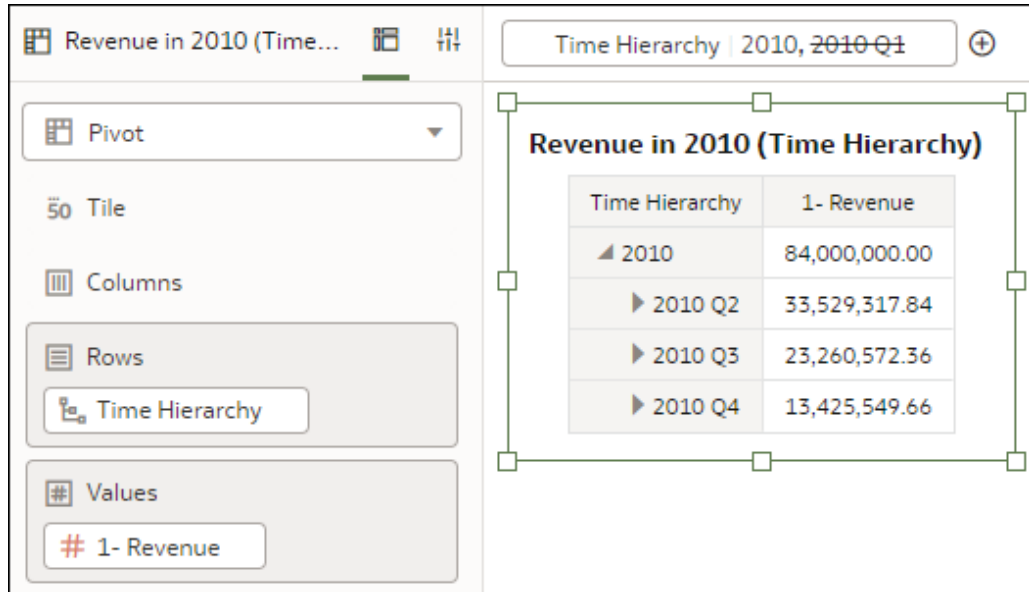 Revenue in 2010 (Time...
Time Hierarchy | 2010, 2010 Q1
Pivot
50 Tile
Columns
Rows
Time Hierarchy
Values
# 1- Revenue
Revenue in 2010 (Time Hierarchy)
Time Hierarchy 1- Revenue
2010 84,000,000.00
2010 Q2 33,529,317.84
2010 Q3 23,260,572.36
2010 Q4 13,425,549.66